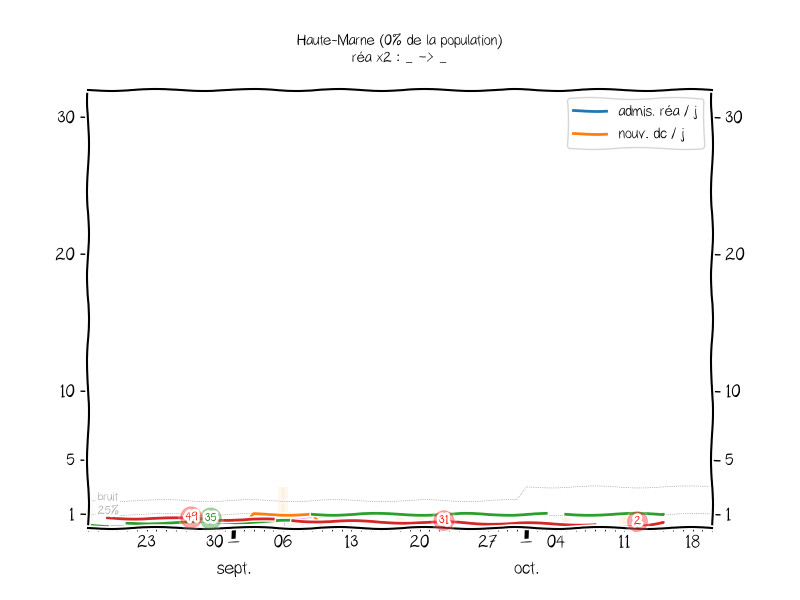 Haute-Marne (0% de la population)
réa x2 : _ -> _
admis. réa / j
nouv. dc / j
30 30
20 20
10 10
5 5
1 1
bruit
25%
49 35 31 2
23 30 06 13 20 27 04 11 18
sept. oct.